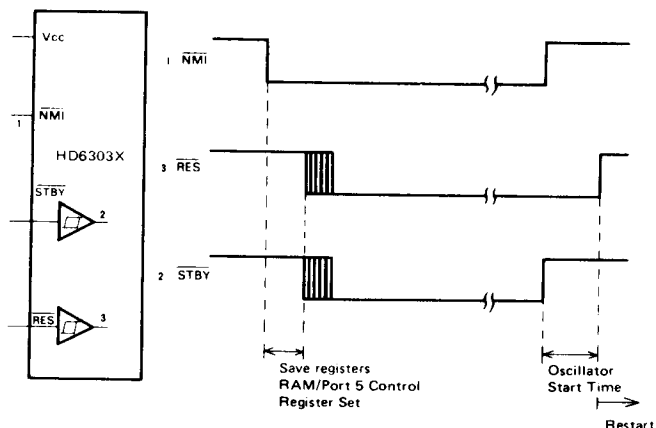 Vcc
NMI
1
HD6303X
STBY
2
RES
3
1 NMI
3 RES
2 STBY
Save registers
RAM/Port 5 Control
Register Set
Oscillator
Start Time
Restart